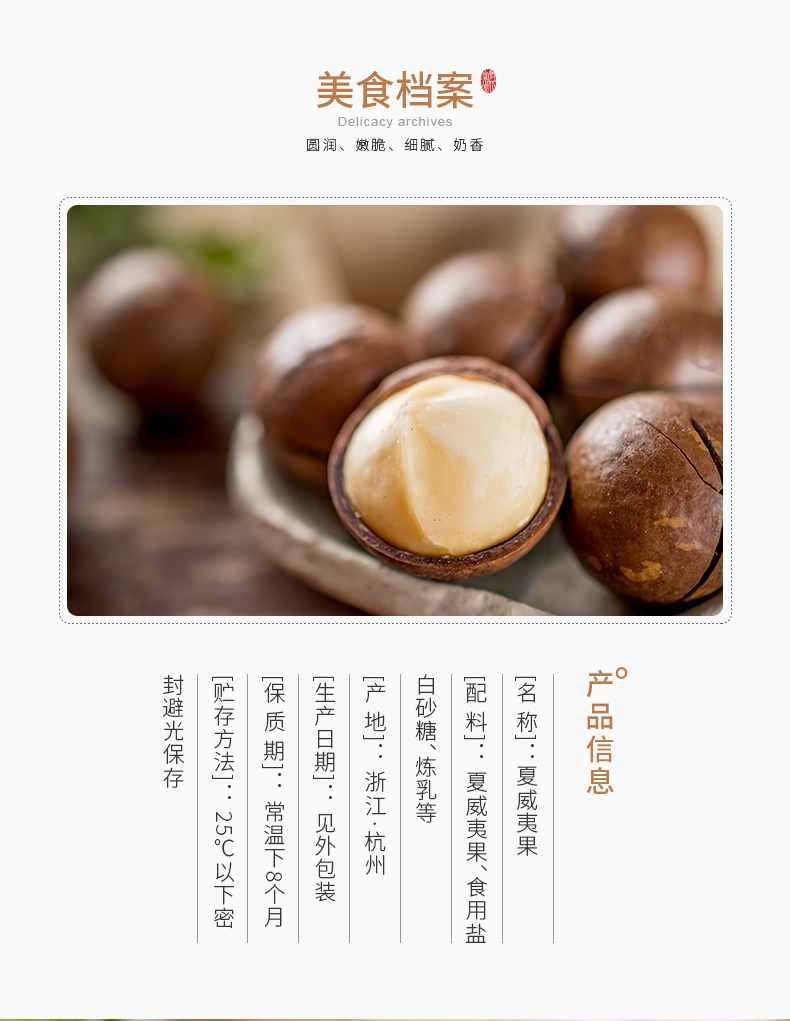 美食档案
Delicacy archives
圆润、嫩脆、细腻、奶香
产品信息
[名 称]：夏威夷果
[配 料]：夏威夷果、食用盐
白砂糖、炼乳等
[产 地]：浙江·杭州
[生产日期]：见外包装
[保 质 期]：常温下8个月
[贮存方法]：25℃以下密
封避光保存